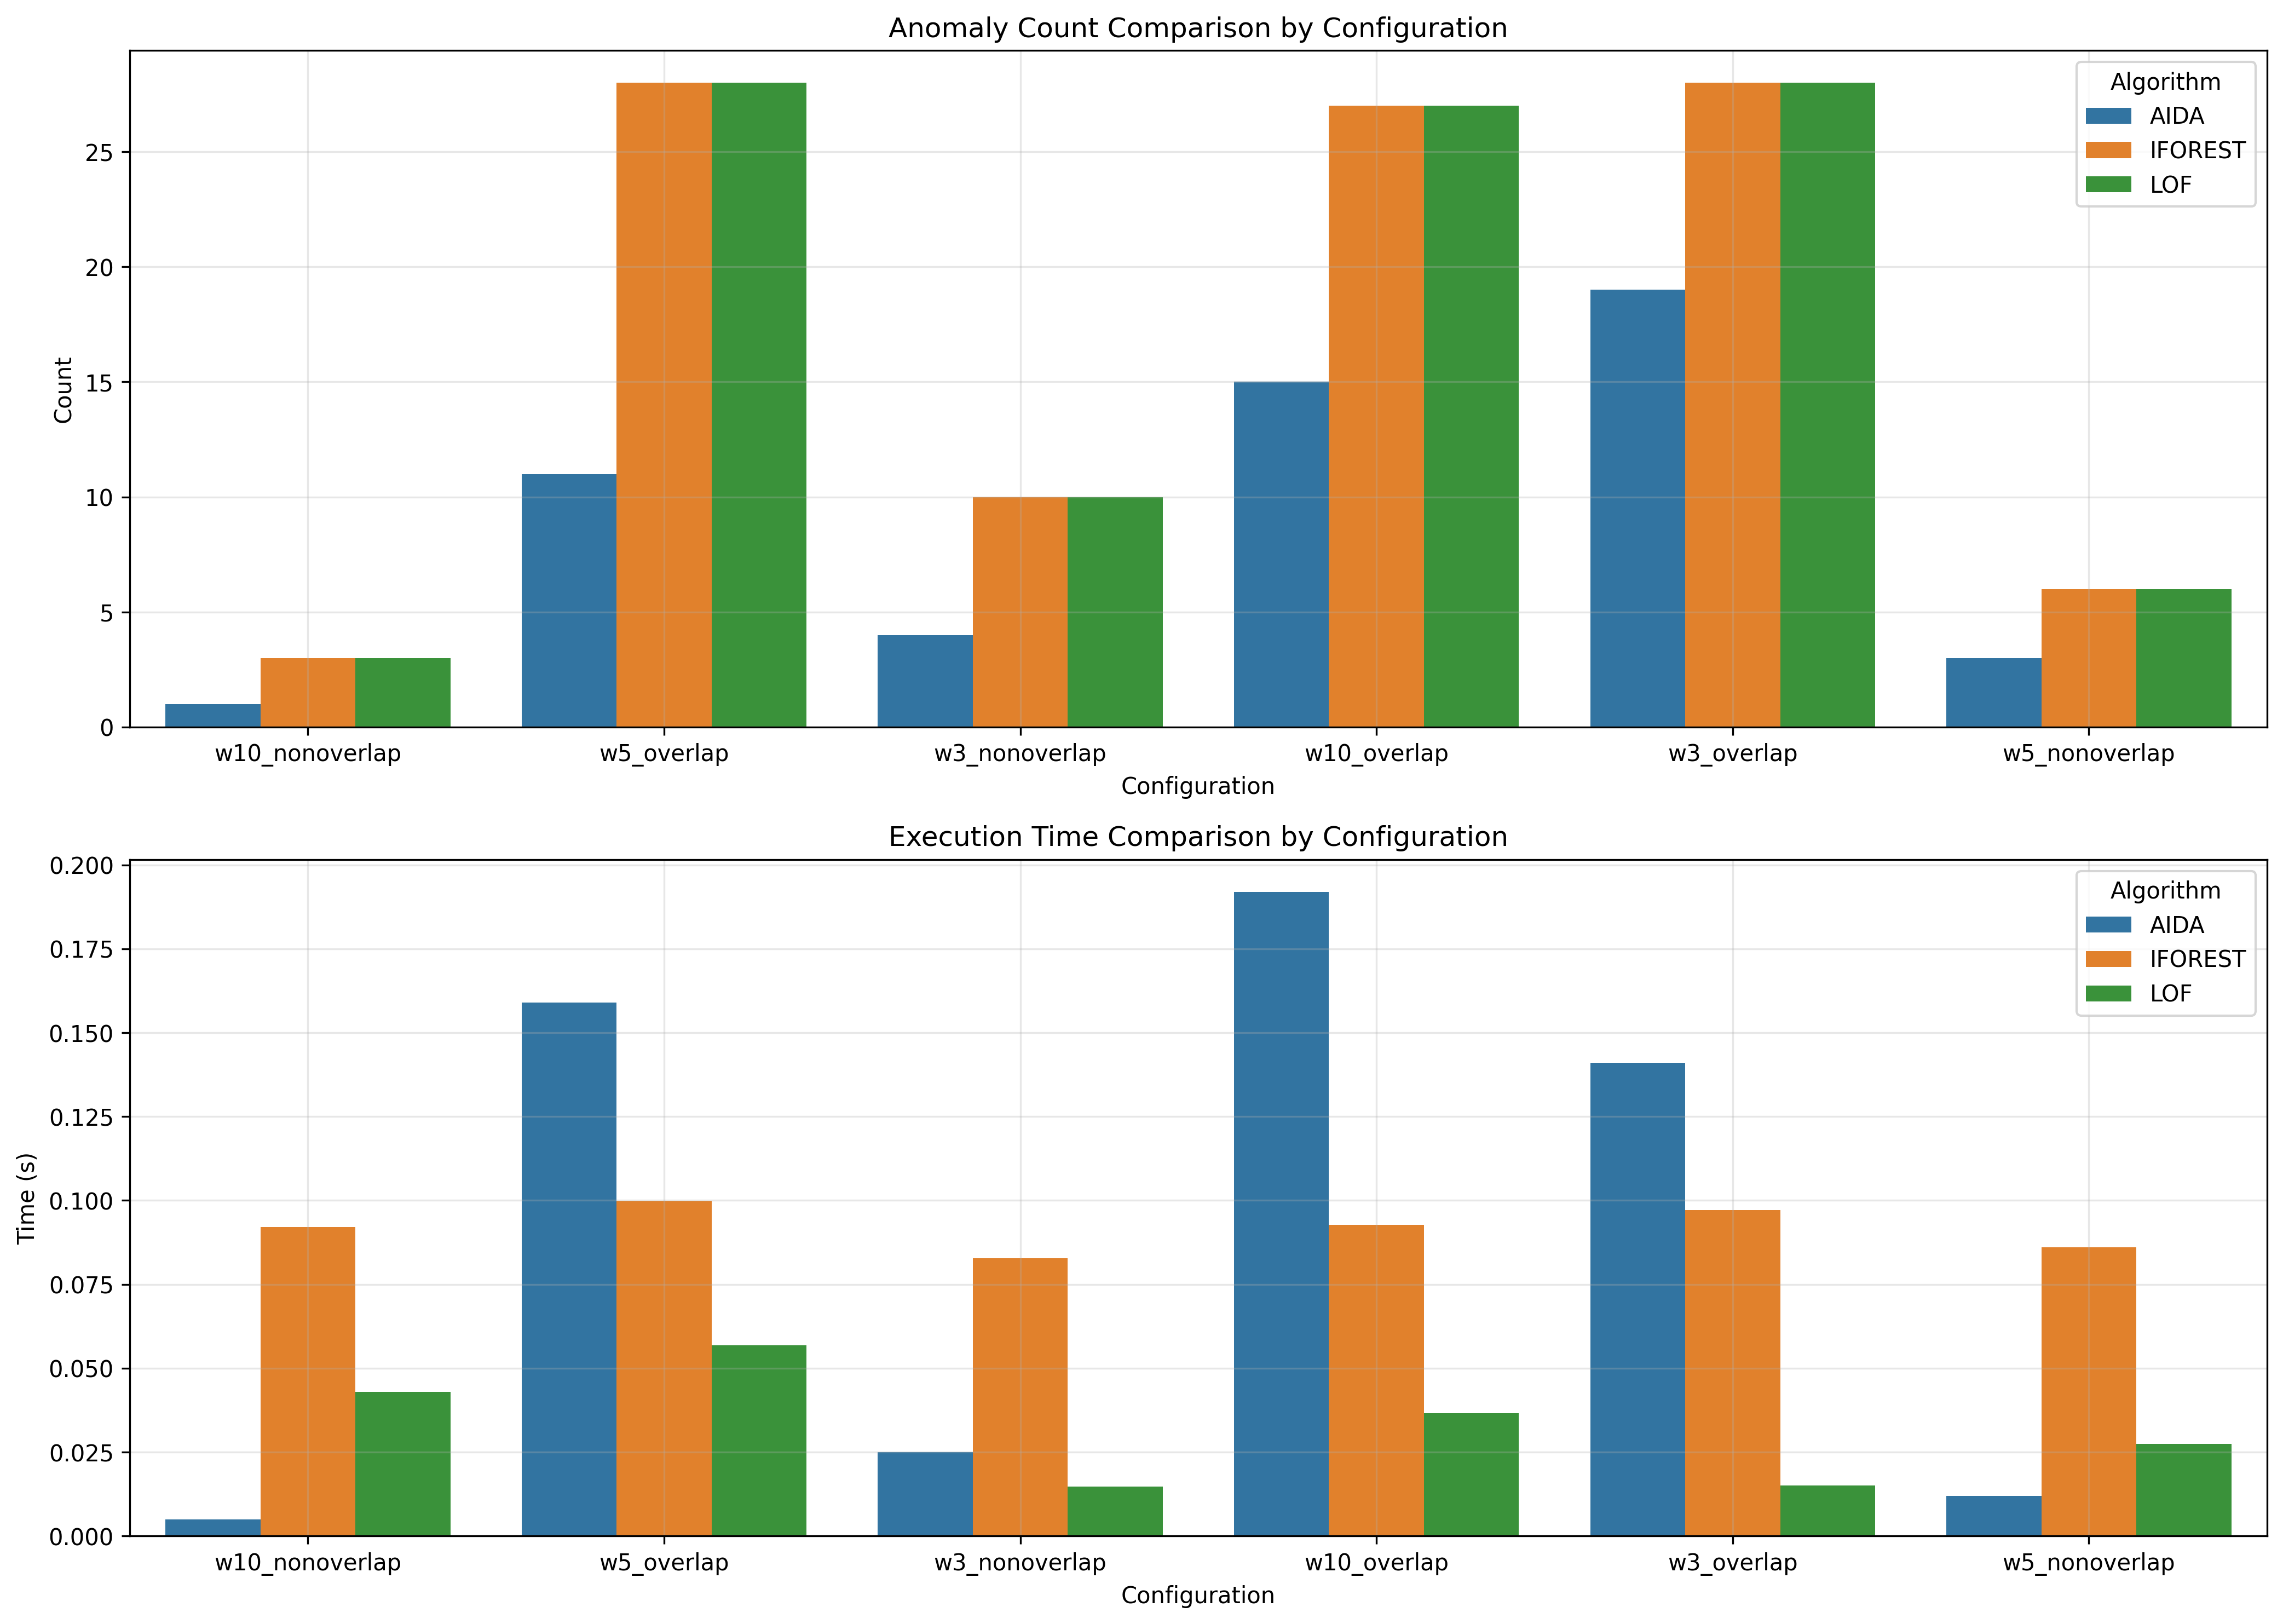 Anomaly Count Comparison by Configuration
Count
25
20
15
10
5
0
Algorithm
AIDA
IFOREST
LOF
w10_nonoverlap w5_overlap w3_nonoverlap w10_overlap w3_overlap w5_nonoverlap
Configuration
Execution Time Comparison by Configuration
Time (s)
0.200
0.175
0.150
0.125
0.100
0.075
0.050
0.025
0.000
Algorithm
AIDA
IFOREST
LOF
w10_nonoverlap w5_overlap w3_nonoverlap w10_overlap w3_overlap w5_nonoverlap
Configuration